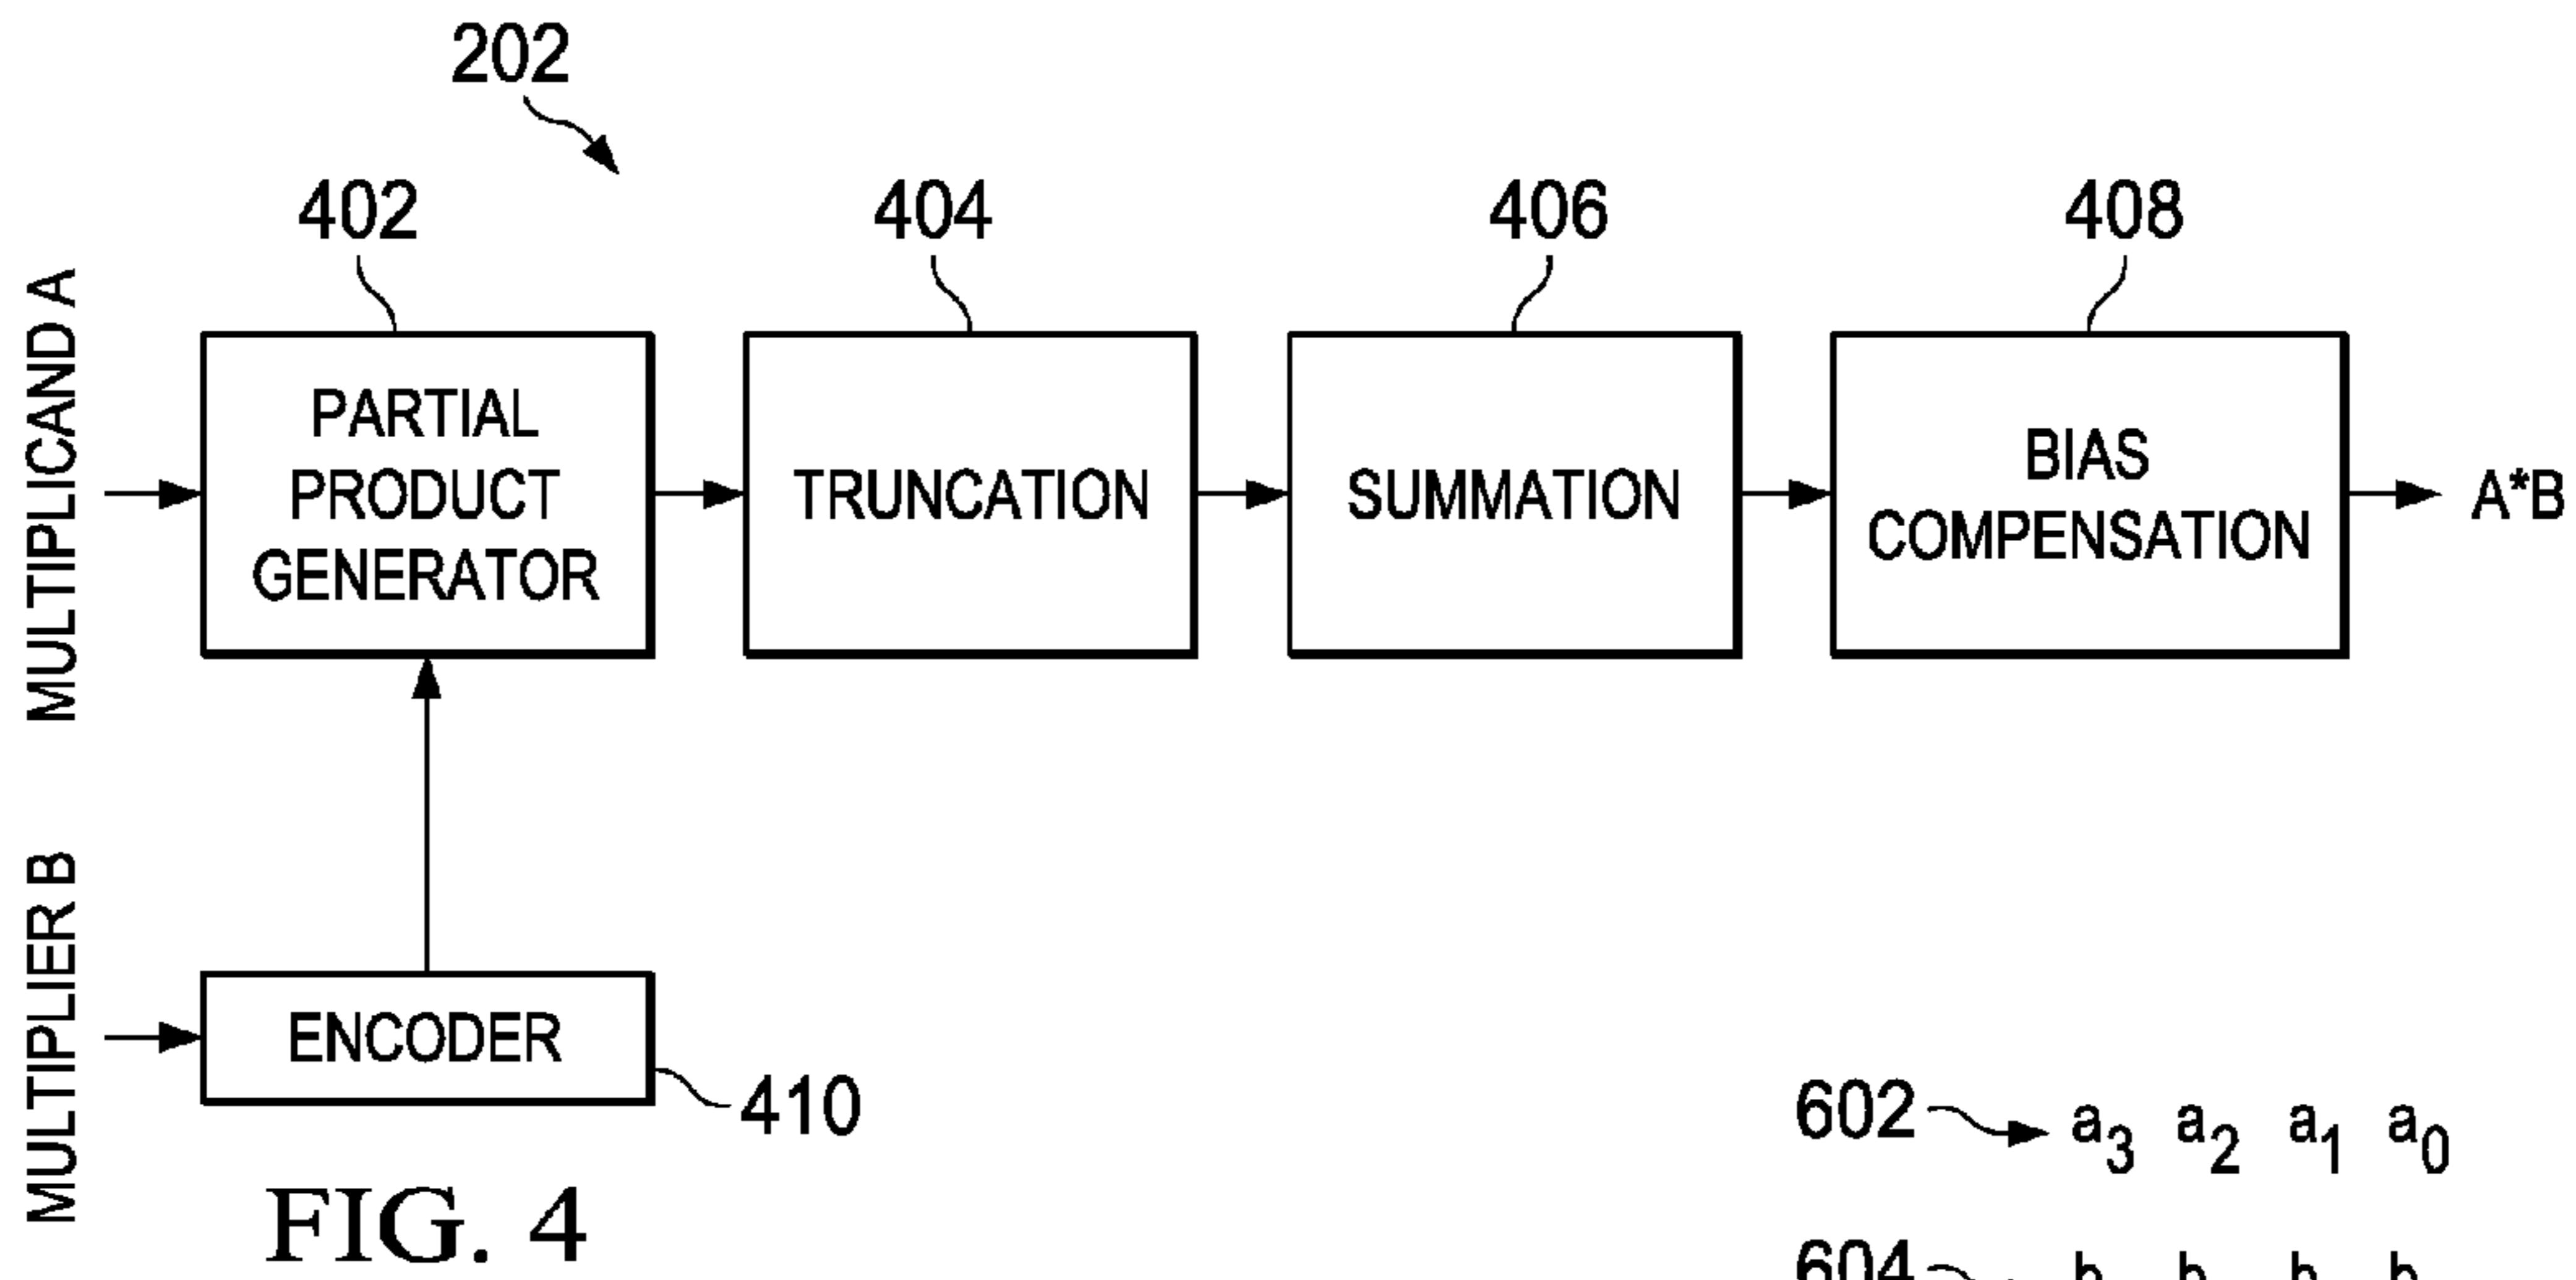 202
402
404
406
408
MULTIPLICAND A
PARTIAL
PRODUCT
GENERATOR
TRUNCATION
SUMMATION
BIAS
COMPENSATION
A*B
MULTIPLIER B
ENCODER
410
FIG. 4
602 a3 a2 a1 a0
604 b b b b